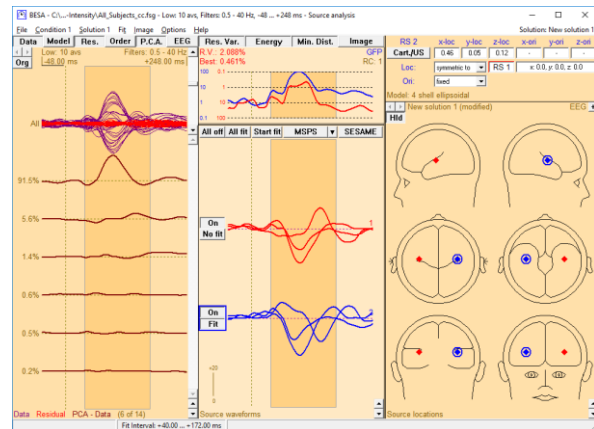 BESA - C:\...-Intensity\All_Subjects_cc.fsg - Low: 10 avs, Filters: 0.5 - 40 Hz, -48 ... +248 ms - Source analysis
File Condition 1 Solution 1 Fit Image Options Help
Solution: New solution 1
Data Model Res. Order P.C.A. EEG Res. Var. Energy Min. Dist. Image
Org
Low: 10 avs Filters: 0.5 - 40 Hz
-48.00 ms +248.00 ms
R.V.: 2.088% GFP
Best: 0.461% RC: 1
100 0.1
10 1
1 10
0.1 100
RS 2 x-loc y-loc z-loc x-ori y-ori z-ori
Cart./US 0.46 0.05 0.12 - - -
Loc: symmetric to RS 1 x: 0.0, y: 0.0, z: 0.0
Ori: fixed
Model: 4 shell ellipsoidal
New solution 1 (modified) EEG
Hld
All off All fit Start fit MSPS SESAME
All
91.5%
5.6%
1.4%
0.6%
0.5%
0.2%
On
No fit
1
On
Fit
+20
0
Data Residual PCA - Data (6 of 14)
Source waveforms
Source locations
Fit Interval: +40.00 ... +172.00 ms